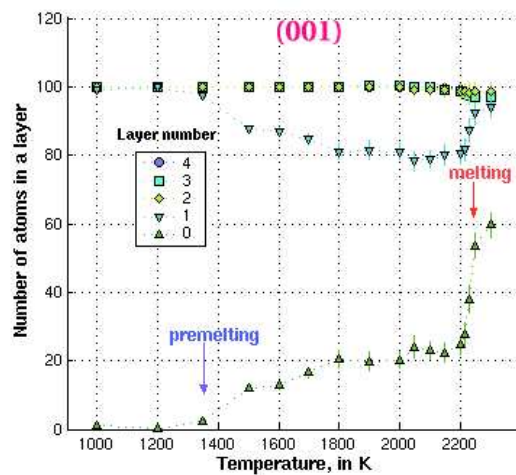 (001)
Number of atoms in a layer
120
100
80
60
40
20
0
Layer number
4
3
2
1
0
melting
premelting
1000 1200 1400 1600 1800 2000 2200
Temperature, in K